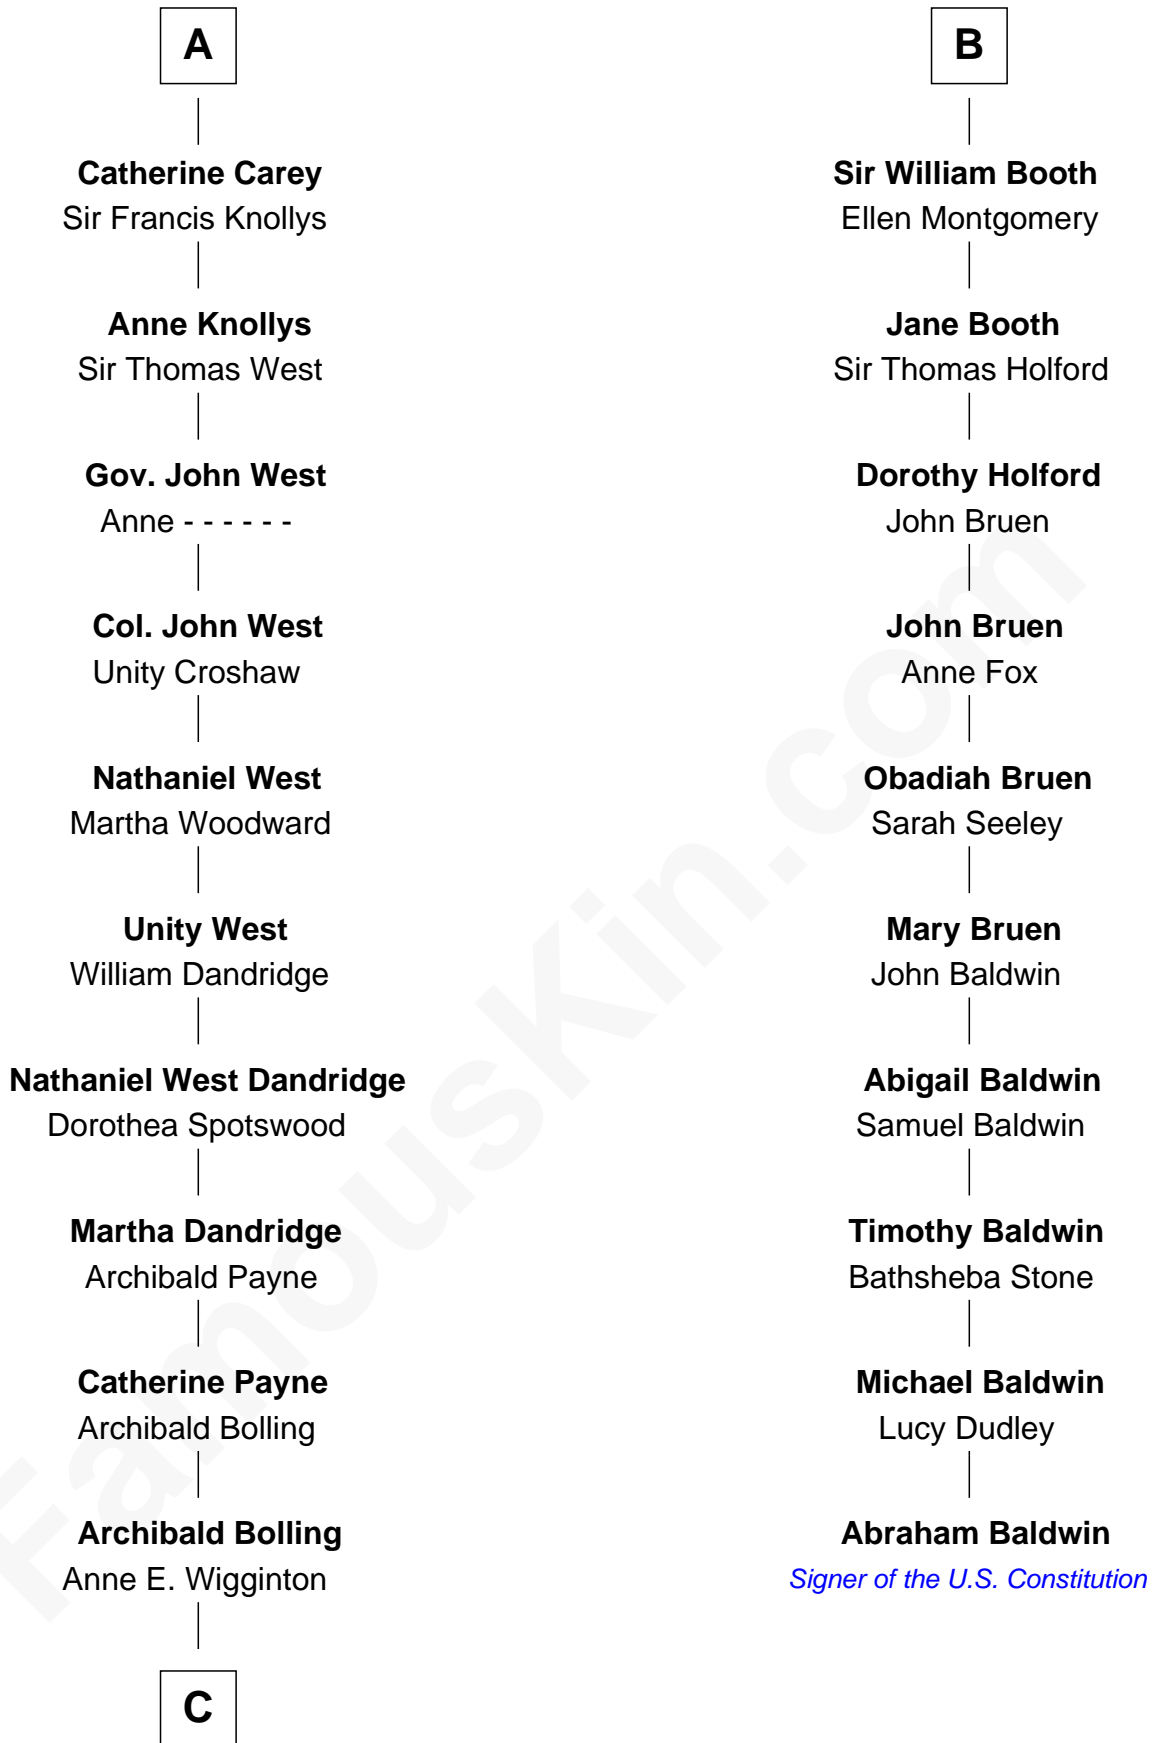 A
Catherine Carey
Sir Francis Knollys
Anne Knollys
Sir Thomas West
Gov. John West
Anne - - - - - -
Col. John West
Unity Croshaw
Nathaniel West
Martha Woodward
Unity West
William Dandridge
Nathaniel West Dandridge
Dorothea Spotswood
Martha Dandridge
Archibald Payne
Catherine Payne
Archibald Bolling
Archibald Bolling
Anne E. Wigginton
C
B
Sir William Booth
Ellen Montgomery
Jane Booth
Sir Thomas Holford
Dorothy Holford
John Bruen
John Bruen
Anne Fox
Obadiah Bruen
Sarah Seeley
Mary Bruen
John Baldwin
Abigail Baldwin
Samuel Baldwin
Timothy Baldwin
Bathsheba Stone
Michael Baldwin
Lucy Dudley
Abraham Baldwin
Signer of the U.S. Constitution
FamousKin.com